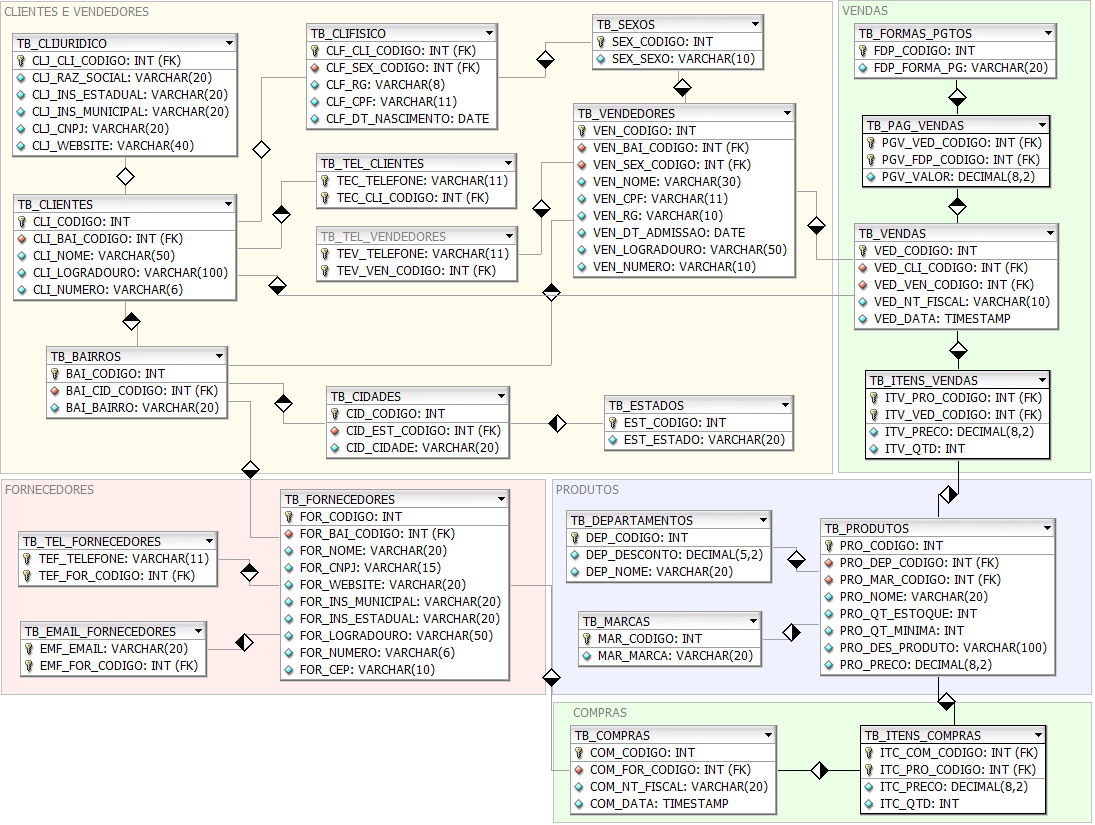 CLIENTES E VENDEDORES
TB_CLIJURIDICO
CLJ_CLI_CODIGO: INT (FK)
CLJ_RAZ_SOCIAL: VARCHAR(20)
CLJ_INS_ESTADUAL: VARCHAR(20)
CLJ_INS_MUNICIPAL: VARCHAR(20)
CLJ_CNPJ: VARCHAR(20)
CLJ_WEBSITE: VARCHAR(40)
TB_CLIFISICO
CLF_CLI_CODIGO: INT (FK)
CLF_SEX_CODIGO: INT (FK)
CLF_RG: VARCHAR(8)
CLF_CPF: VARCHAR(11)
CLF_DT_NASCIMENTO: DATE
TB_SEXOS
SEX_CODIGO: INT
SEX_SEXO: VARCHAR(10)
TB_TEL_CLIENTES
TEC_TELEFONE: VARCHAR(11)
TEC_CLI_CODIGO: INT (FK)
TB_VENDEDORES
VEN_CODIGO: INT
VEN_BAI_CODIGO: INT (FK)
VEN_SEX_CODIGO: INT (FK)
VEN_NOME: VARCHAR(30)
VEN_CPF: VARCHAR(11)
VEN_RG: VARCHAR(10)
VEN_DT_ADMISSAO: DATE
VEN_LOGRADOURO: VARCHAR(50)
VEN_NUMERO: VARCHAR(10)
TB_CLIENTES
CLI_CODIGO: INT
CLI_BAI_CODIGO: INT (FK)
CLI_NOME: VARCHAR(50)
CLI_LOGRADOURO: VARCHAR(100)
CLI_NUMERO: VARCHAR(6)
TB_TEL_VENDEDORES
TEV_TELEFONE: VARCHAR(11)
TEV_VEN_CODIGO: INT (FK)
TB_BAIRROS
BAI_CODIGO: INT
BAI_CID_CODIGO: INT (FK)
BAI_BAIRRO: VARCHAR(20)
TB_CIDADES
CID_CODIGO: INT
CID_EST_CODIGO: INT (FK)
CID_CIDADE: VARCHAR(20)
TB_ESTADOS
EST_CODIGO: INT
EST_ESTADO: VARCHAR(20)
VENDAS
TB_FORMAS_PGTOS
FDP_CODIGO: INT
FDP_FORMA_PG: VARCHAR(20)
TB_PAG_VENDAS
PGV_VED_CODIGO: INT (FK)
PGV_FDP_CODIGO: INT (FK)
PGV_VALOR: DECIMAL(8,2)
TB_VENDAS
VED_CODIGO: INT
VED_CLI_CODIGO: INT (FK)
VED_VEN_CODIGO: INT (FK)
VED_NT_FISCAL: VARCHAR(10)
VED_DATA: TIMESTAMP
TB_ITENS_VENDAS
ITV_PRO_CODIGO: INT (FK)
ITV_VED_CODIGO: INT (FK)
ITV_PRECO: DECIMAL(8,2)
ITV_QTD: INT
FORNECEDORES
TB_TEL_FORNECEDORES
TEF_TELEFONE: VARCHAR(11)
TEF_FOR_CODIGO: INT (FK)
TB_EMAIL_FORNECEDORES
EMF_EMAIL: VARCHAR(20)
EMF_FOR_CODIGO: INT (FK)
TB_FORNECEDORES
FOR_CODIGO: INT
FOR_BAI_CODIGO: INT (FK)
FOR_NOME: VARCHAR(20)
FOR_CNPJ: VARCHAR(15)
FOR_WEBSITE: VARCHAR(20)
FOR_INS_MUNICIPAL: VARCHAR(20)
FOR_INS_ESTADUAL: VARCHAR(20)
FOR_LOGRADOURO: VARCHAR(50)
FOR_NUMERO: VARCHAR(6)
FOR_CEP: VARCHAR(10)
PRODUTOS
TB_DEPARTAMENTOS
DEP_CODIGO: INT
DEP_DESCONTO: DECIMAL(5,2)
DEP_NOME: VARCHAR(20)
TB_MARCAS
MAR_CODIGO: INT
MAR_MARCA: VARCHAR(20)
TB_PRODUTOS
PRO_CODIGO: INT
PRO_DEP_CODIGO: INT (FK)
PRO_MAR_CODIGO: INT (FK)
PRO_NOME: VARCHAR(20)
PRO_QT_ESTOQUE: INT
PRO_QT_MINIMA: INT
PRO_DES_PRODUTO: VARCHAR(100)
PRO_PRECO: DECIMAL(8,2)
COMPRAS
TB_COMPRAS
COM_CODIGO: INT
COM_FOR_CODIGO: INT (FK)
COM_NT_FISCAL: VARCHAR(20)
COM_DATA: TIMESTAMP
TB_ITENS_COMPRAS
ITC_COM_CODIGO: INT (FK)
ITC_PRO_CODIGO: INT (FK)
ITC_PRECO: DECIMAL(8,2)
ITC_QTD: INT